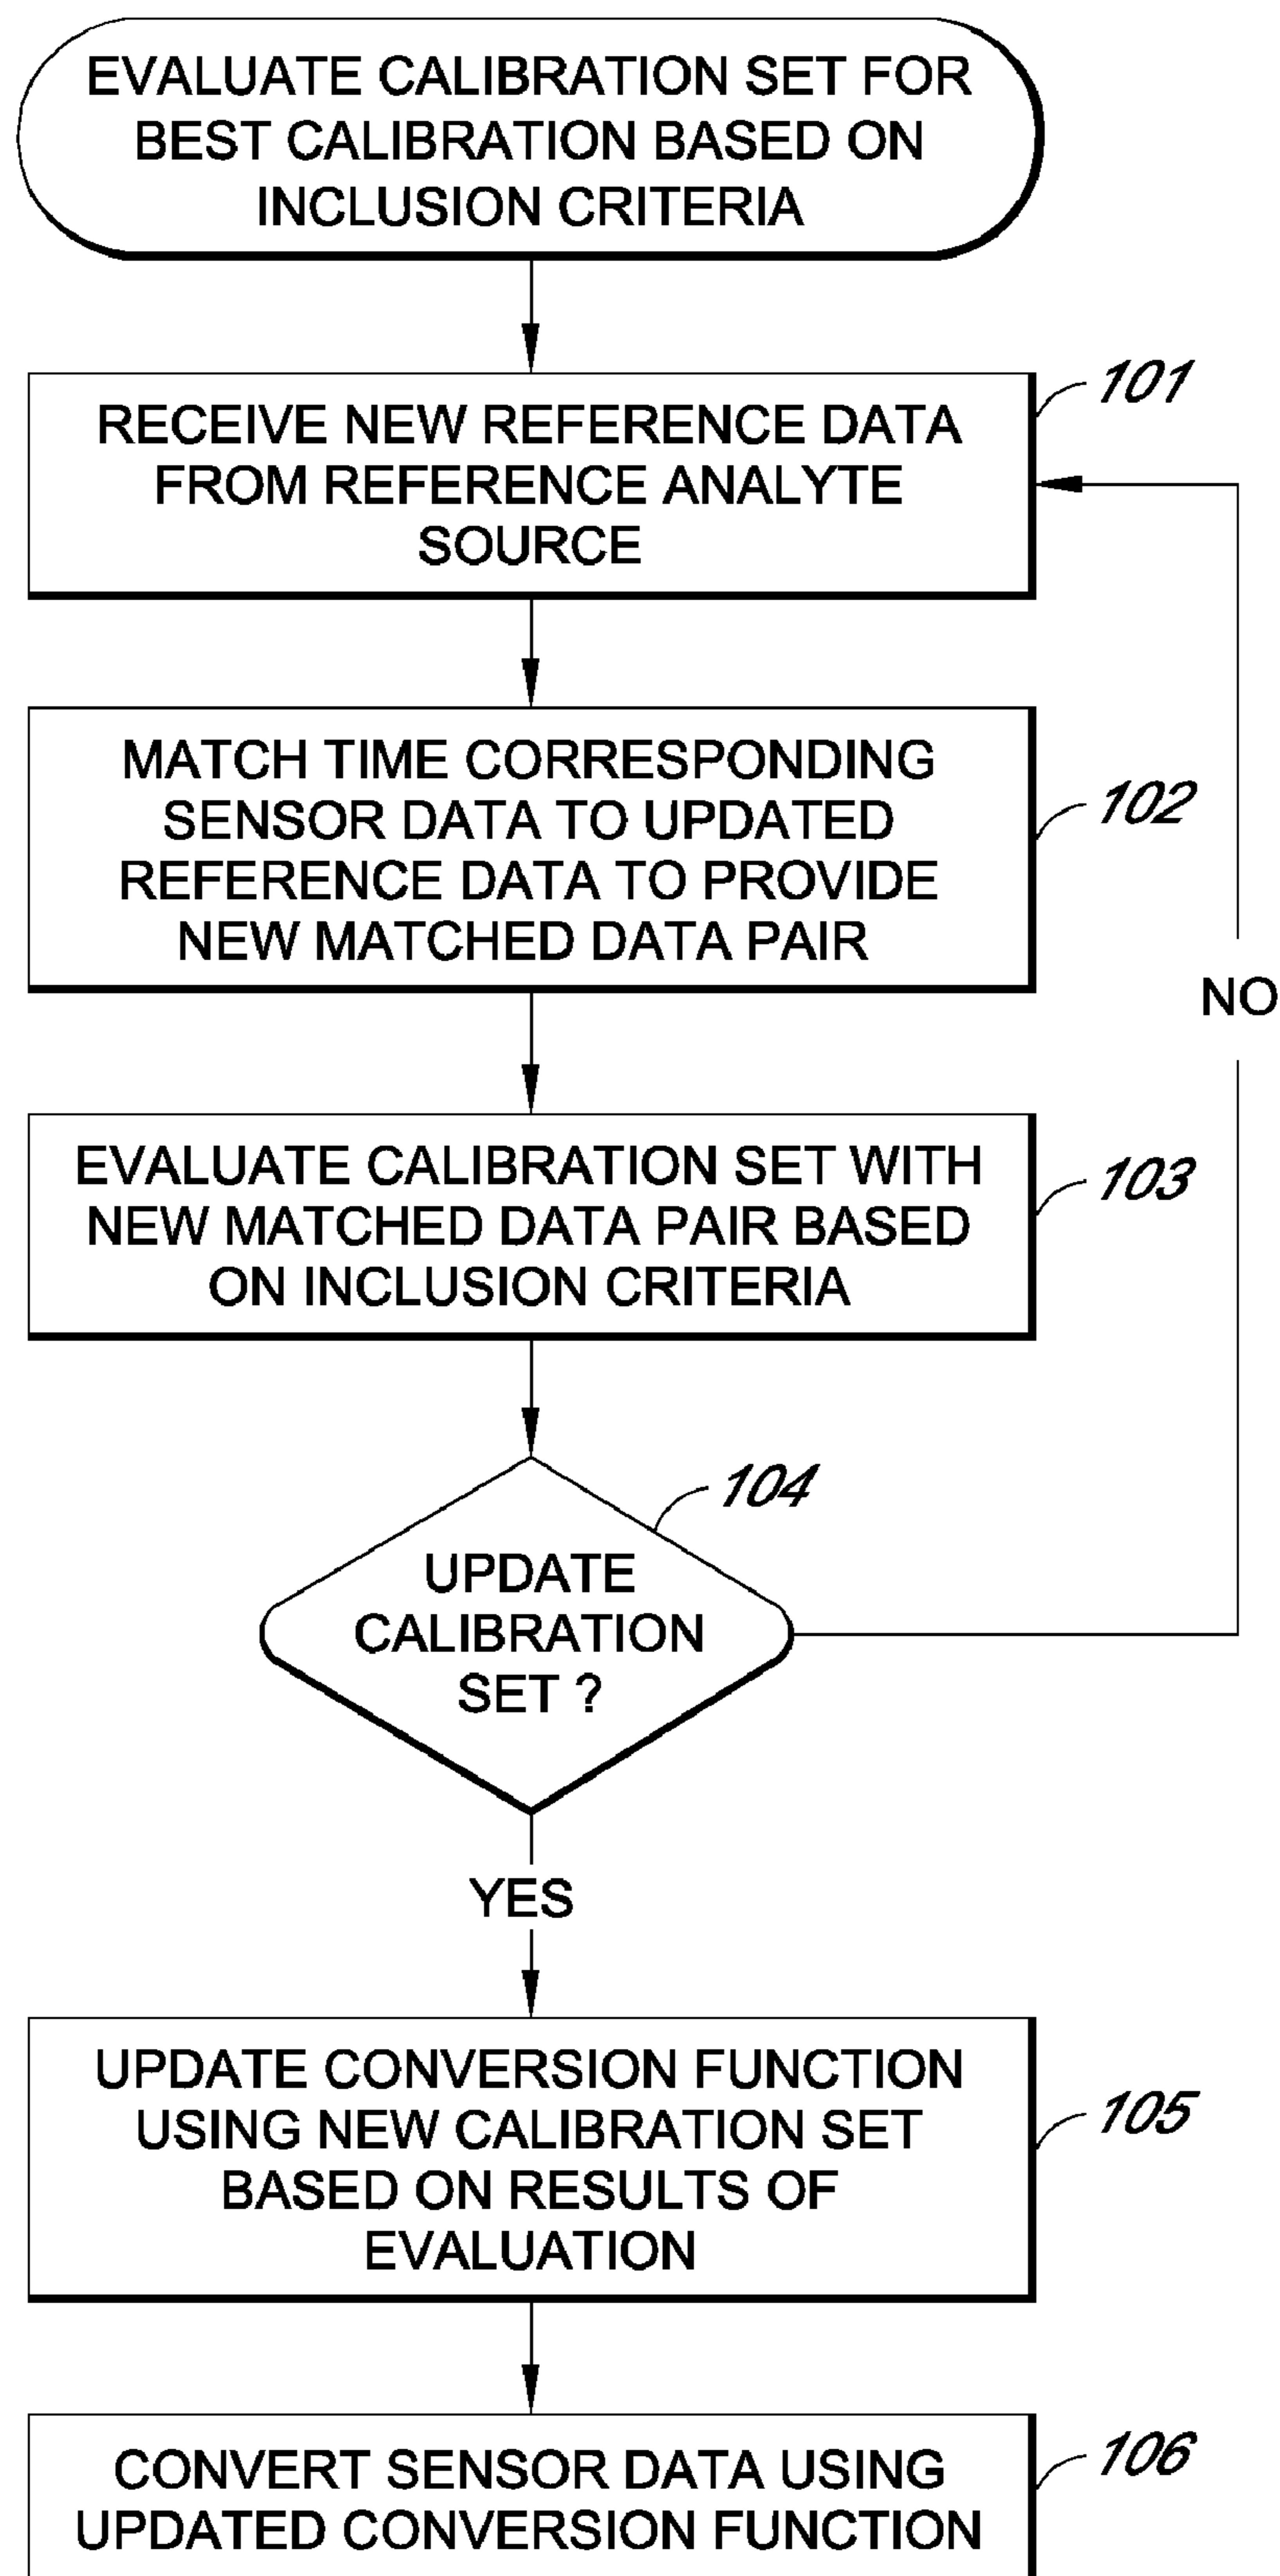 EVALUATE CALIBRATION SET FOR
BEST CALIBRATION BASED ON
INCLUSION CRITERIA
101
RECEIVE NEW REFERENCE DATA
FROM REFERENCE ANALYTE
SOURCE
102
MATCH TIME CORRESPONDING
SENSOR DATA TO UPDATED
REFERENCE DATA TO PROVIDE
NEW MATCHED DATA PAIR
NO
103
EVALUATE CALIBRATION SET WITH
NEW MATCHED DATA PAIR BASED
ON INCLUSION CRITERIA
104
UPDATE
CALIBRATION
SET ?
YES
105
UPDATE CONVERSION FUNCTION
USING NEW CALIBRATION SET
BASED ON RESULTS OF
EVALUATION
106
CONVERT SENSOR DATA USING
UPDATED CONVERSION FUNCTION